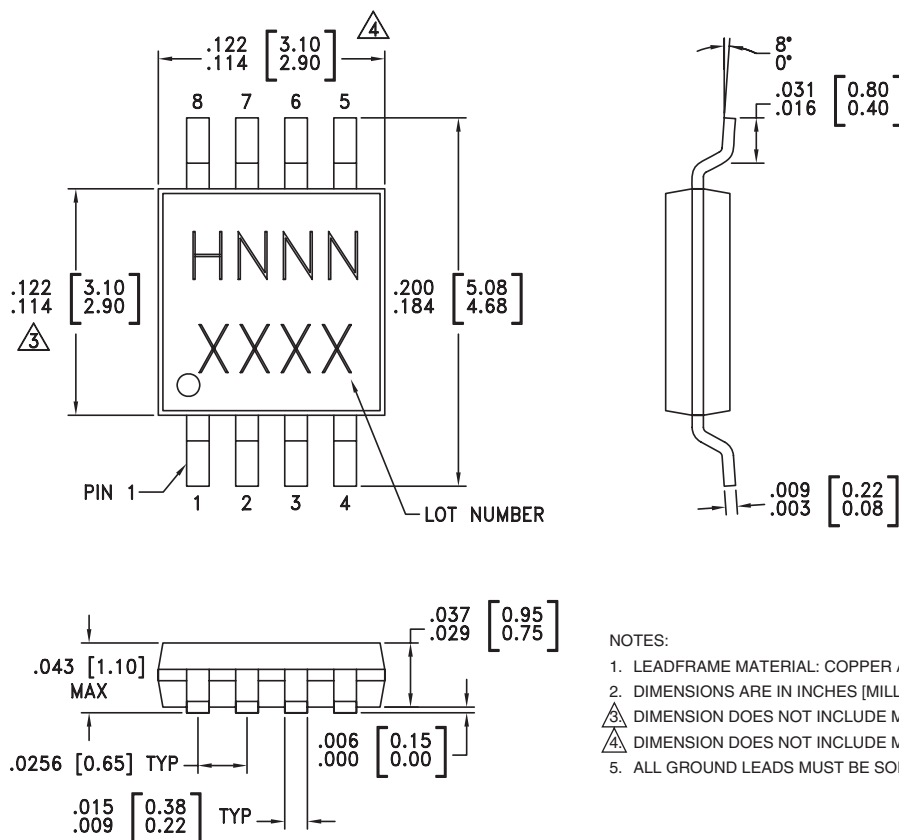 .122 [3.10]
.114 [2.90]
4
8 7 6 5
HNNN
XXXX
.122 [3.10]
.114 [2.90]
3
.200 [5.08]
.184 [4.68]
PIN 1
1 2 3 4
LOT NUMBER
8°
0°
.031 [0.80]
.016 [0.40]
.009 [0.22]
.003 [0.08]
.043 [1.10]
MAX
.037 [0.95]
.029 [0.75]
.0256 [0.65] TYP
.006 [0.15]
.000 [0.00]
.015 [0.38]
.009 [0.22]
TYP
NOTES:
1. LEADFRAME MATERIAL: COPPER
2. DIMENSIONS ARE IN INCHES
3. DIMENSION DOES NOT INCLUDE
4. DIMENSION DOES NOT INCLUDE
5. ALL GROUND LEADS MUST BE